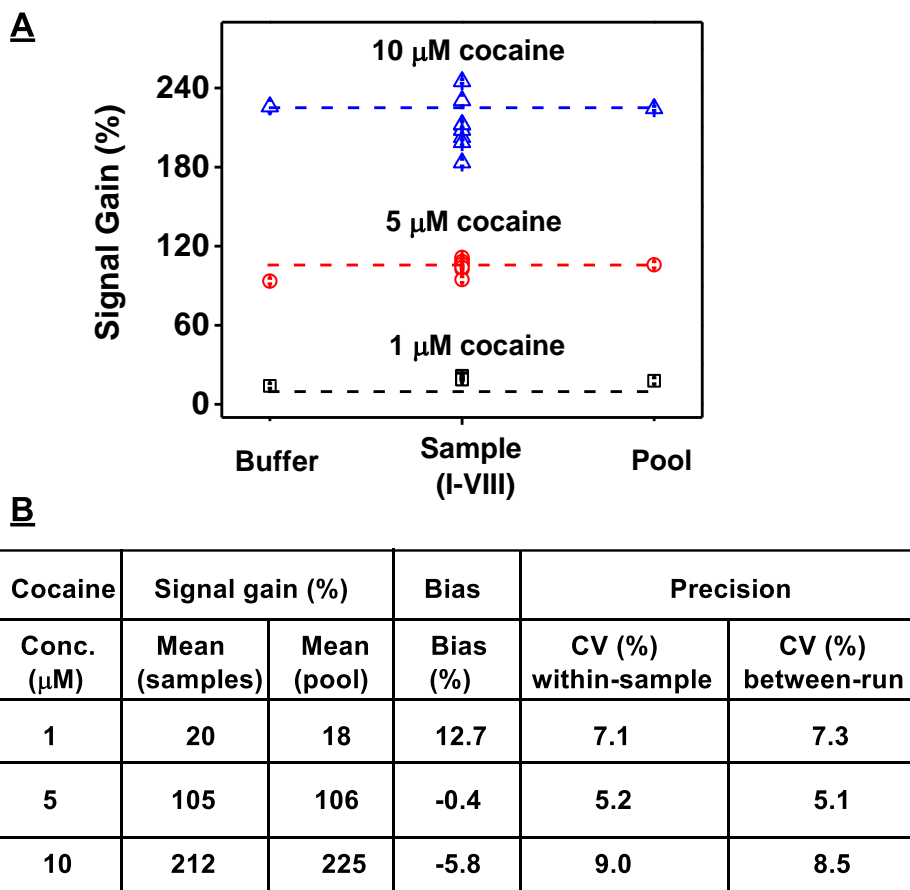 A
10 μM cocaine
240
180
5 μM cocaine
120
60
1 μM cocaine
0
Signal Gain (%)
Buffer
Sample
(I-VIII)
Pool
B
Cocaine Signal gain (%) Bias Precision
Conc. Mean Mean Bias CV (%) CV (%)
(μM) (samples) (pool) (%) within-sample between-run
1 20 18 12.7 7.1 7.3
5 105 106 -0.4 5.2 5.1
10 212 225 -5.8 9.0 8.5